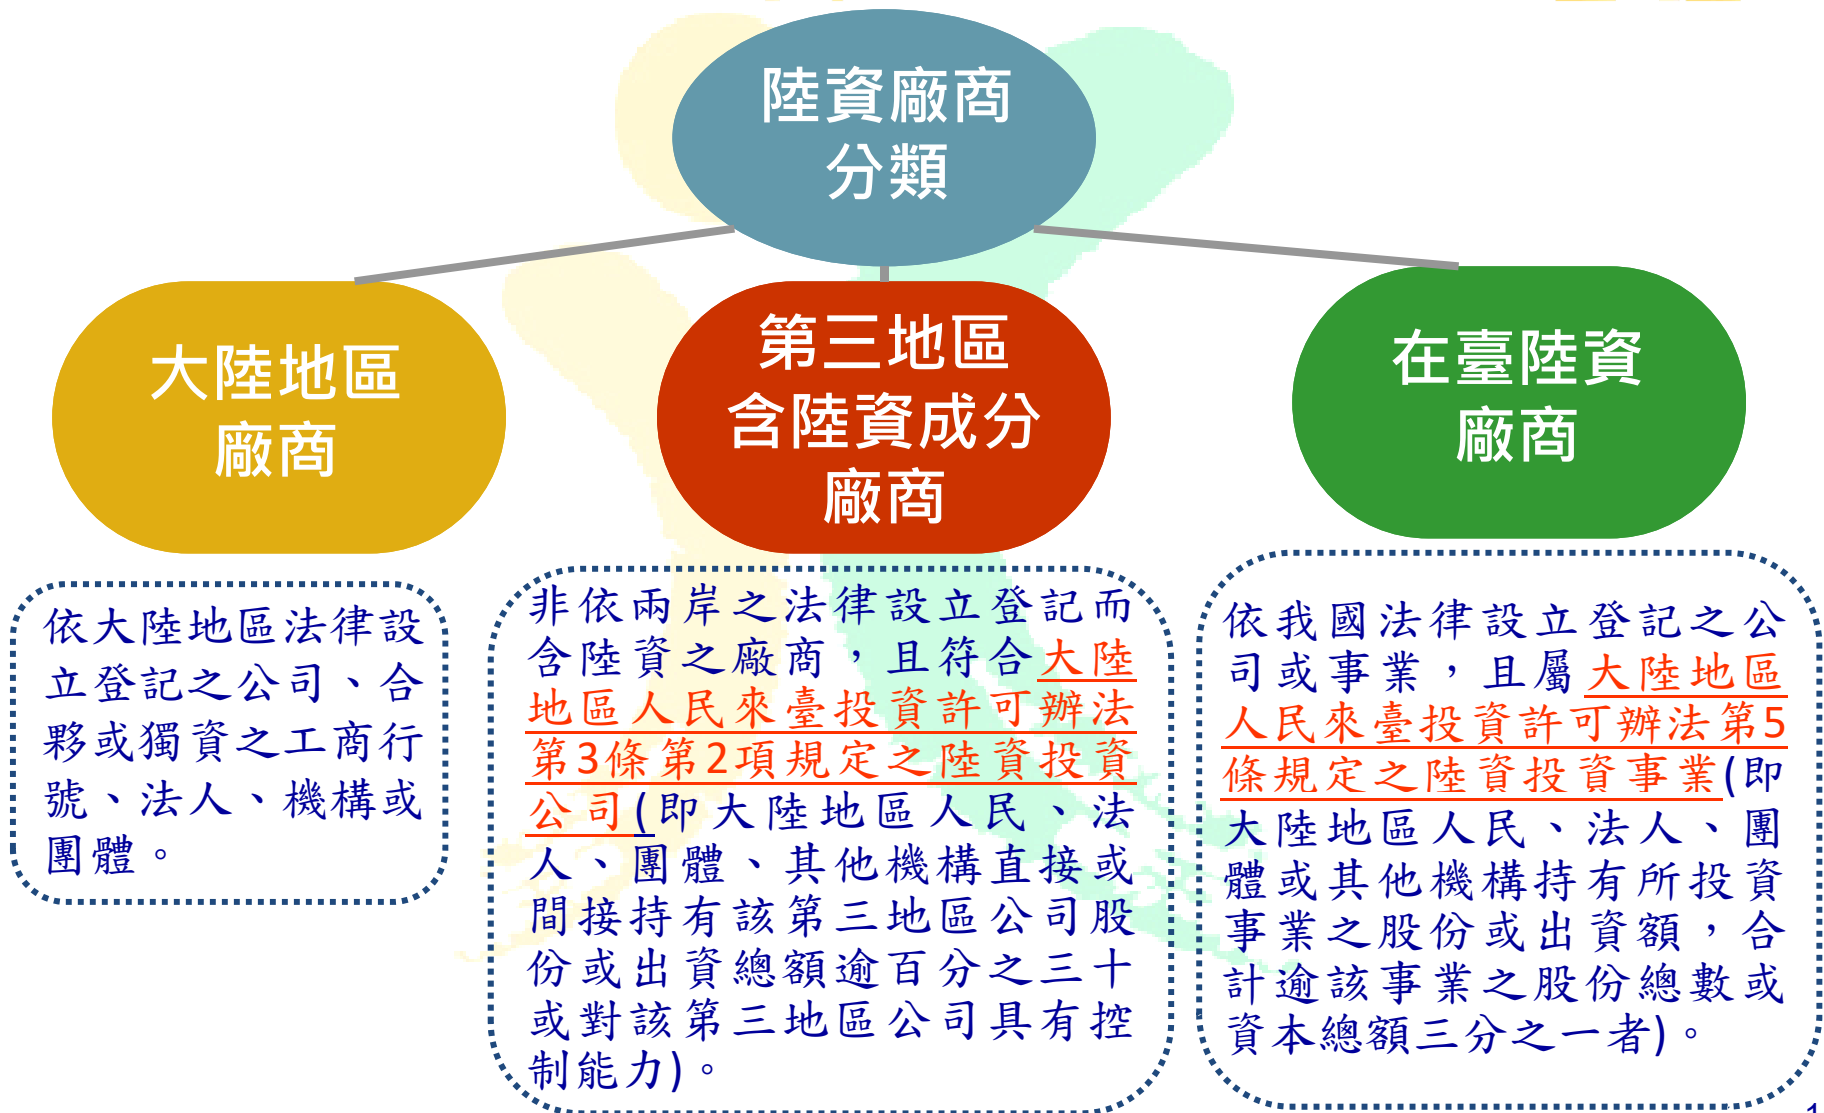 陸資廠商
分類
大陸地區
廠商
第三地區
含陸資成分
廠商
在臺陸資
廠商
依大陸地區法律設
立登記之公司、合
夥或獨資之工商行
號、法人、機構或
團體。
非依兩岸之法律設立登記而
含陸資之廠商，且符合大陸
地區人民來臺投資許可辦法
第3條第2項規定之陸資投資
公司(即大陸地區人民、法
人、團體、其他機構直接或
間接持有該第三地區公司股
份或出資總額逾百分之三十
或對該第三地區公司具有控
制能力)。
依我國法律設立登記之公
司或事業，且屬大陸地區
人民來臺投資許可辦法第5
條規定之陸資投資事業(即
大陸地區人民、法人、團
體或其他機構持有所投資
事業之股份或出資額，合
計逾該事業之股份總數或
資本總額三分之一者)。